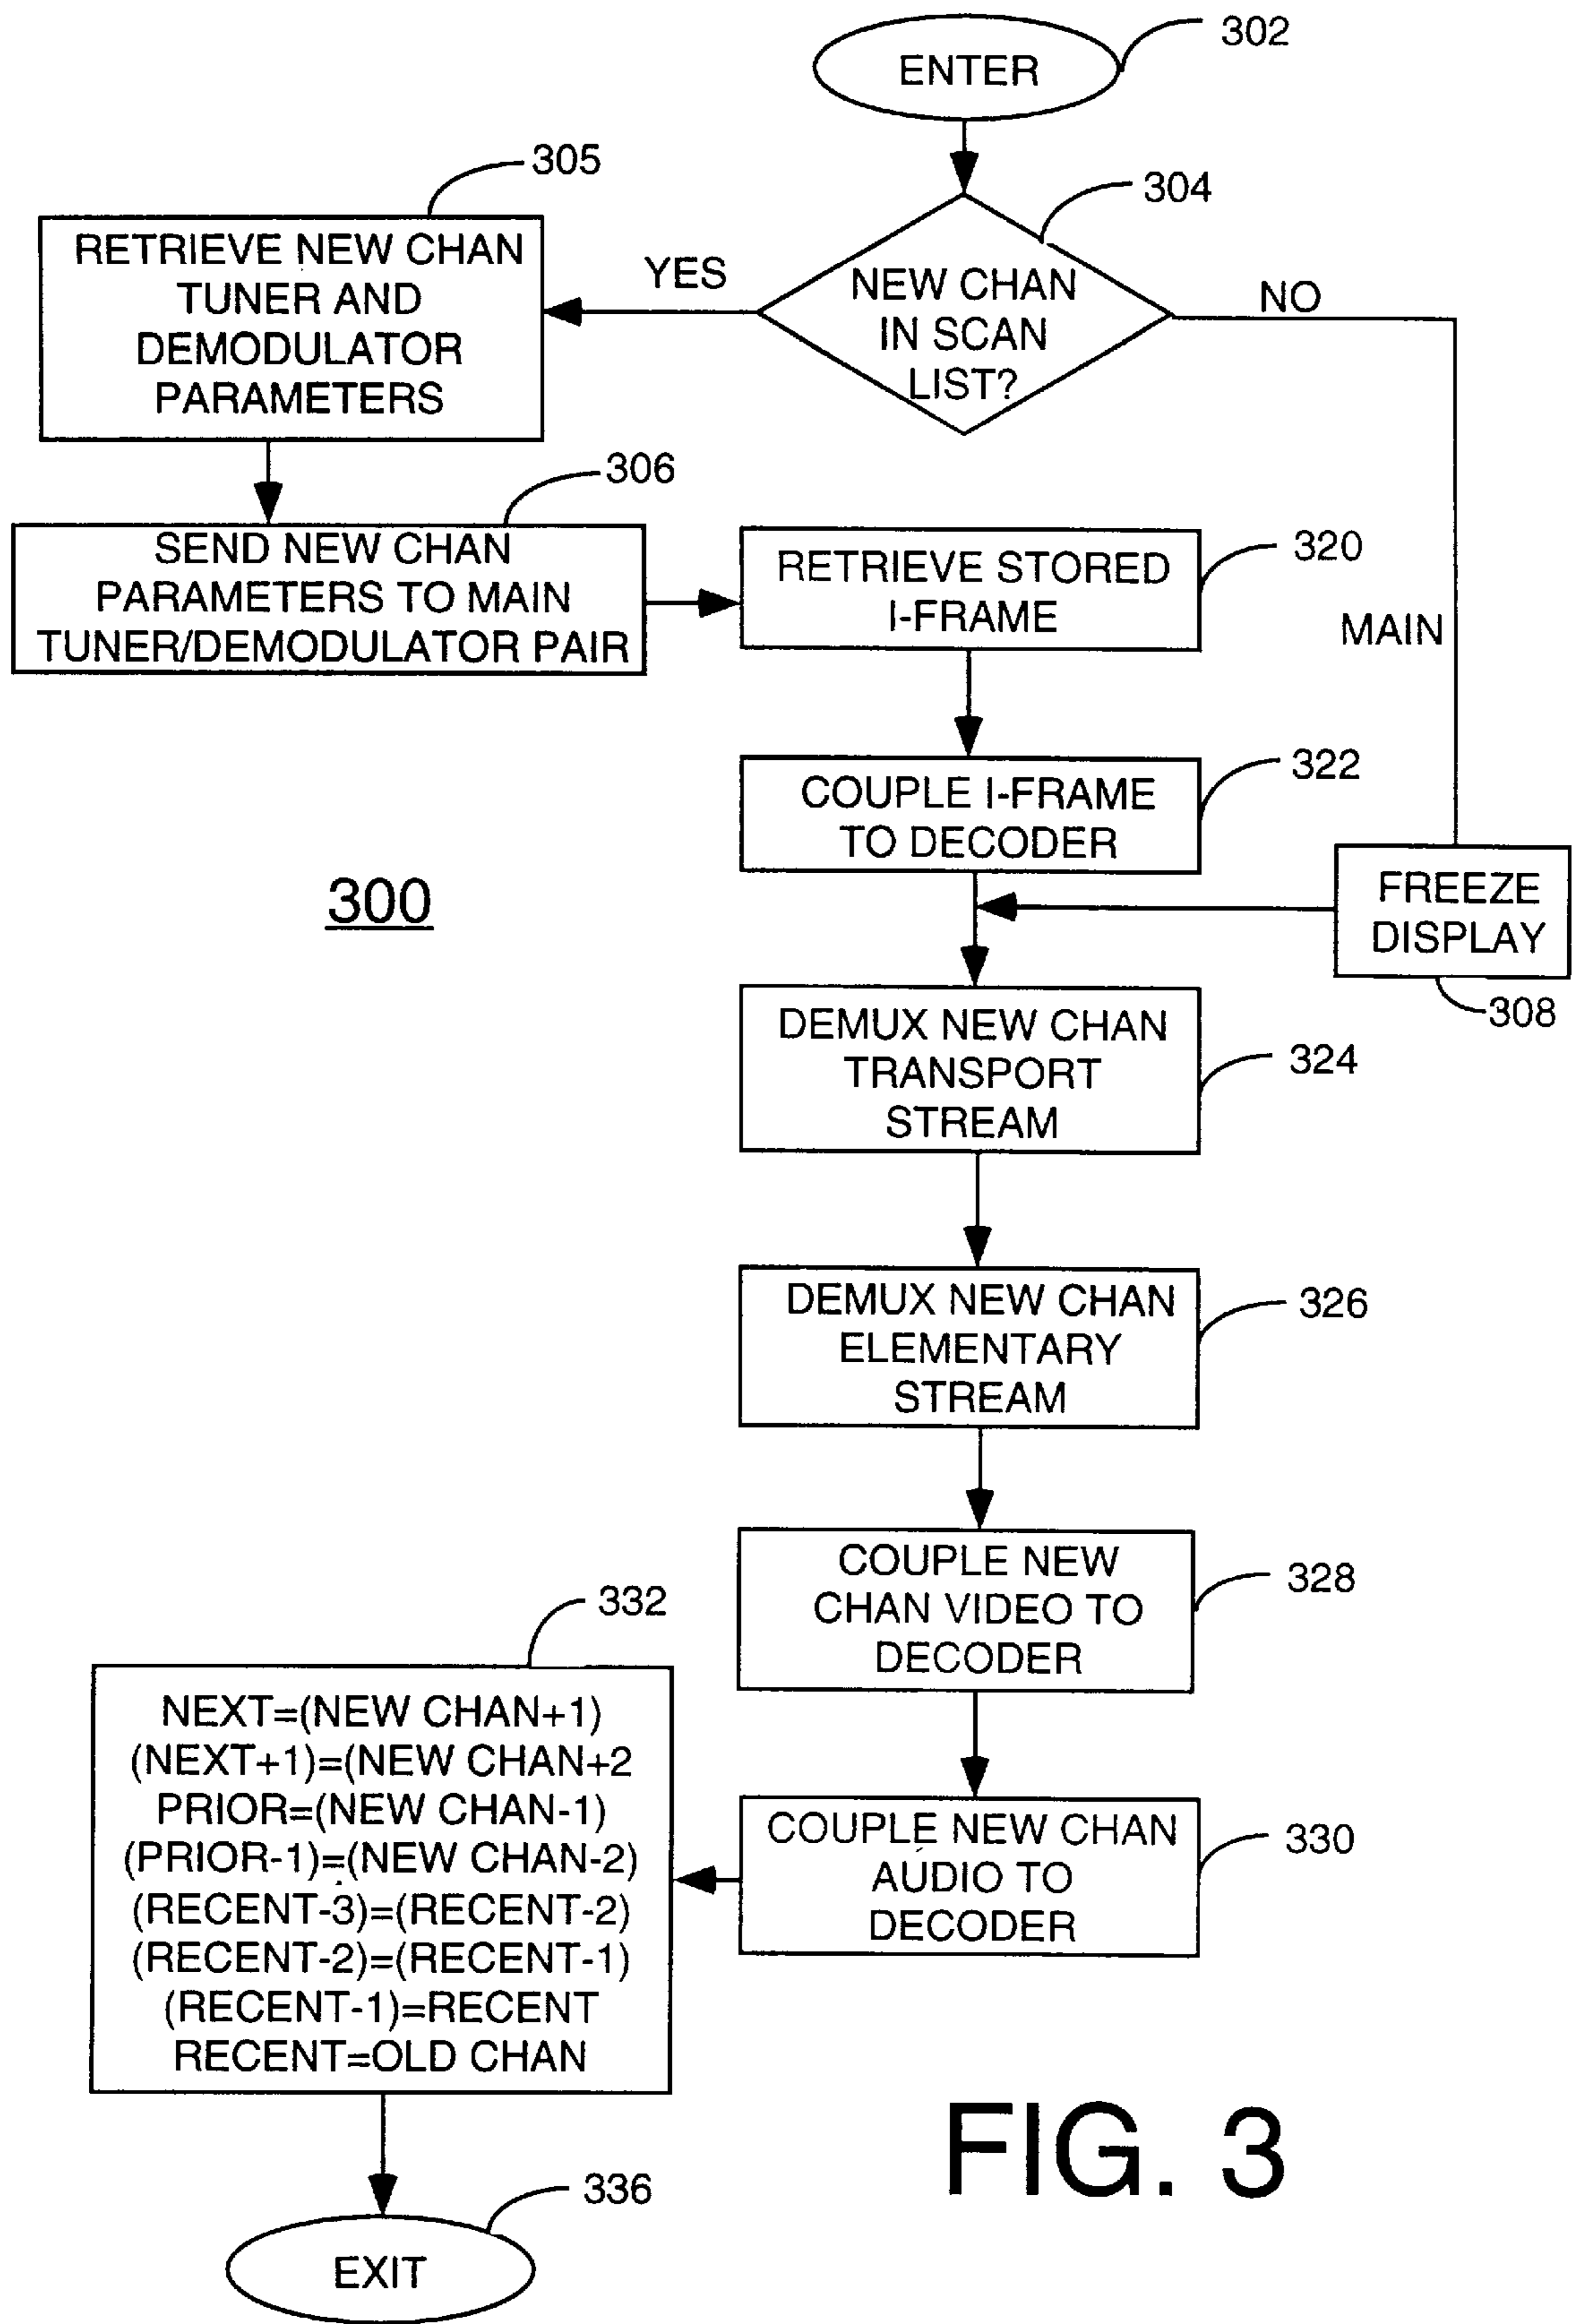 302
ENTER
305
304
RETRIEVE NEW CHAN
TUNER AND
DEMODULATOR
PARAMETERS
YES
NEW CHAN
IN SCAN
LIST?
NO
306
SEND NEW CHAN
PARAMETERS TO MAIN
TUNER/DEMODULATOR PAIR
320
RETRIEVE STORED
I-FRAME
MAIN
322
COUPLE I-FRAME
TO DECODER
300
FREEZE
DISPLAY
308
DEMUX NEW CHAN
TRANSPORT
STREAM
324
DEMUX NEW CHAN
ELEMENTARY
STREAM
326
COUPLE NEW
CHAN VIDEO TO
DECODER
328
332
NEXT=(NEW CHAN+1)
(NEXT+1)=(NEW CHAN+2
PRIOR=(NEW CHAN-1)
(PRIOR-1)=(NEW CHAN-2)
(RECENT-3)=(RECENT-2)
(RECENT-2)=(RECENT-1)
(RECENT-1)=RECENT
RECENT=OLD CHAN
COUPLE NEW CHAN
AUDIO TO
DECODER
330
336
EXIT
FIG. 3